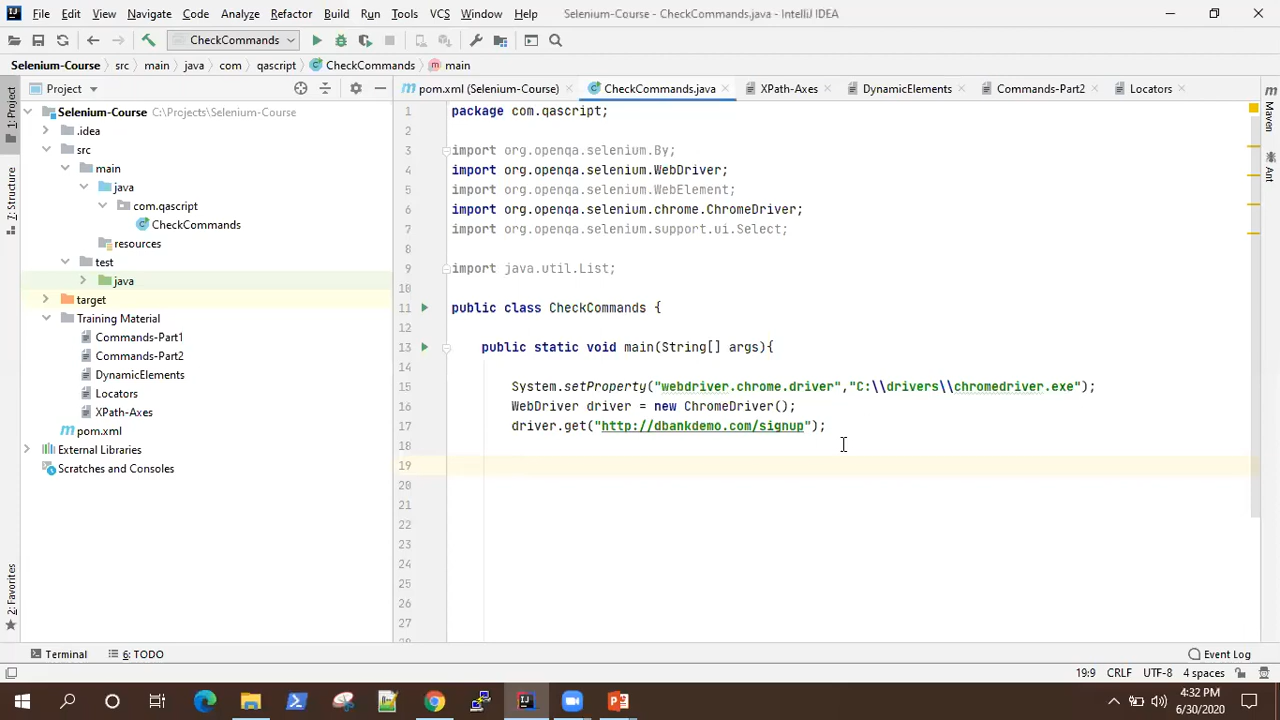 File Edit View Navigate Code Analyze Refactor Build Run Tools VCS Window Help Selenium-Course - CheckCommands.java - IntelliJ IDEA
CheckCommands
Selenium-Course src main java com qascript CheckCommands main
Project
pom.xml (Selenium-Course) CheckCommands.java XPath-Axes DynamicElements Commands-Part2 Locators
1: Project
7: Structure
2: Favorites
Maven
Ant
Selenium-Course C:\Projects\Selenium-Course
.idea
src
main
java
com.qascript
CheckCommands
resources
test
java
target
Training Material
Commands-Part1
Commands-Part2
DynamicElements
Locators
XPath-Axes
pom.xml
External Libraries
Scratches and Consoles
1 package com.qascript;
2
3 import org.openqa.selenium.By;
4 import org.openqa.selenium.WebDriver;
5 import org.openqa.selenium.WebElement;
6 import org.openqa.selenium.chrome.ChromeDriver;
7 import org.openqa.selenium.support.ui.Select;
8
9 import java.util.List;
10
11 public class CheckCommands {
12
13 public static void main(String[] args){
14
15 System.setProperty("webdriver.chrome.driver","C:\\drivers\\chromedriver.exe");
16 WebDriver driver = new ChromeDriver();
17 driver.get("http://dbankdemo.com/signup");
18
19
20
21
22
23
24
25
26
27
28
Terminal 6: TODO Event Log
19:9 CRLF UTF-8 4 spaces
4:32 PM
6/30/2020